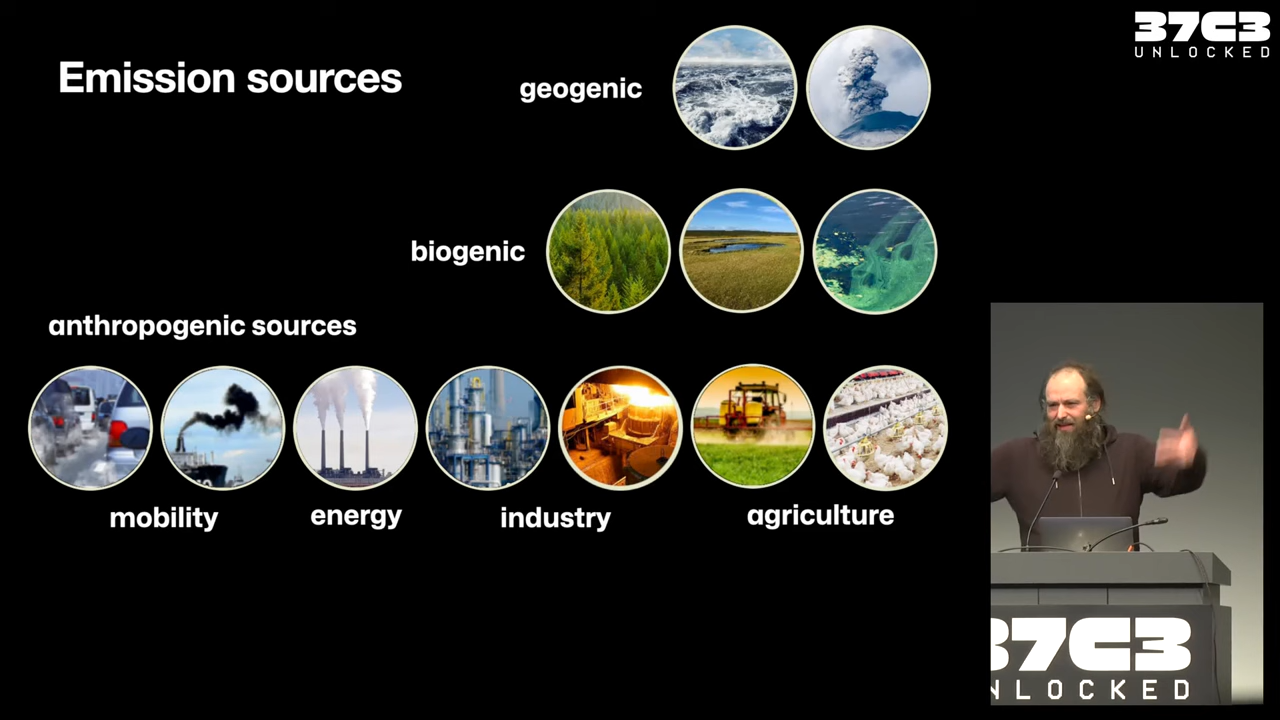 37C3
UNLOCKED
Emission sources
geogenic
biogenic
anthropogenic sources
mobility
energy
industry
agriculture
37C3
NLOCKED